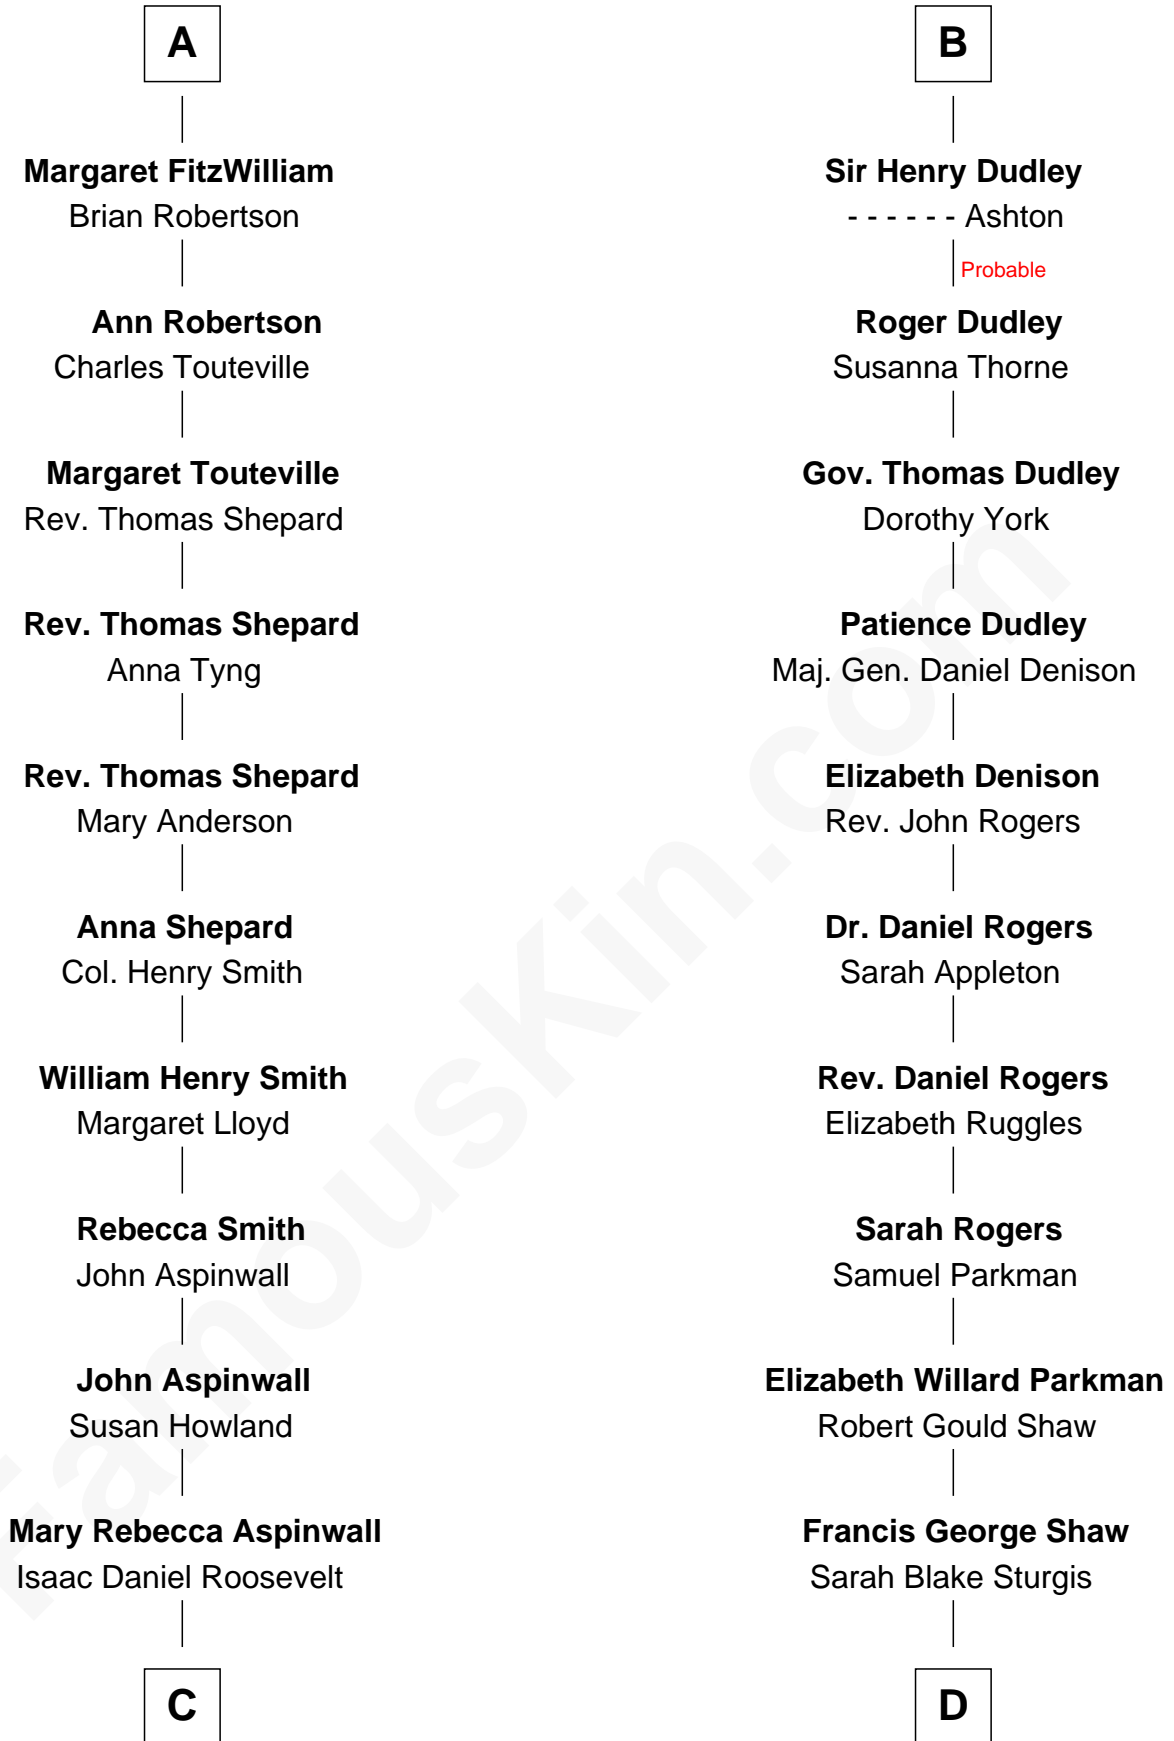 A
Margaret FitzWilliam
Brian Robertson
Ann Robertson
Charles Touteville
Margaret Touteville
Rev. Thomas Shepard
Rev. Thomas Shepard
Anna Tyng
Rev. Thomas Shepard
Mary Anderson
Anna Shepard
Col. Henry Smith
William Henry Smith
Margaret Lloyd
Rebecca Smith
John Aspinwall
John Aspinwall
Susan Howland
Mary Rebecca Aspinwall
Isaac Daniel Roosevelt
C
B
Sir Henry Dudley
- - - - - - Ashton
Probable
Roger Dudley
Susanna Thorne
Gov. Thomas Dudley
Dorothy York
Patience Dudley
Maj. Gen. Daniel Denison
Elizabeth Denison
Rev. John Rogers
Dr. Daniel Rogers
Sarah Appleton
Rev. Daniel Rogers
Elizabeth Ruggles
Sarah Rogers
Samuel Parkman
Elizabeth Willard Parkman
Robert Gould Shaw
Francis George Shaw
Sarah Blake Sturgis
D
FamousKin.com